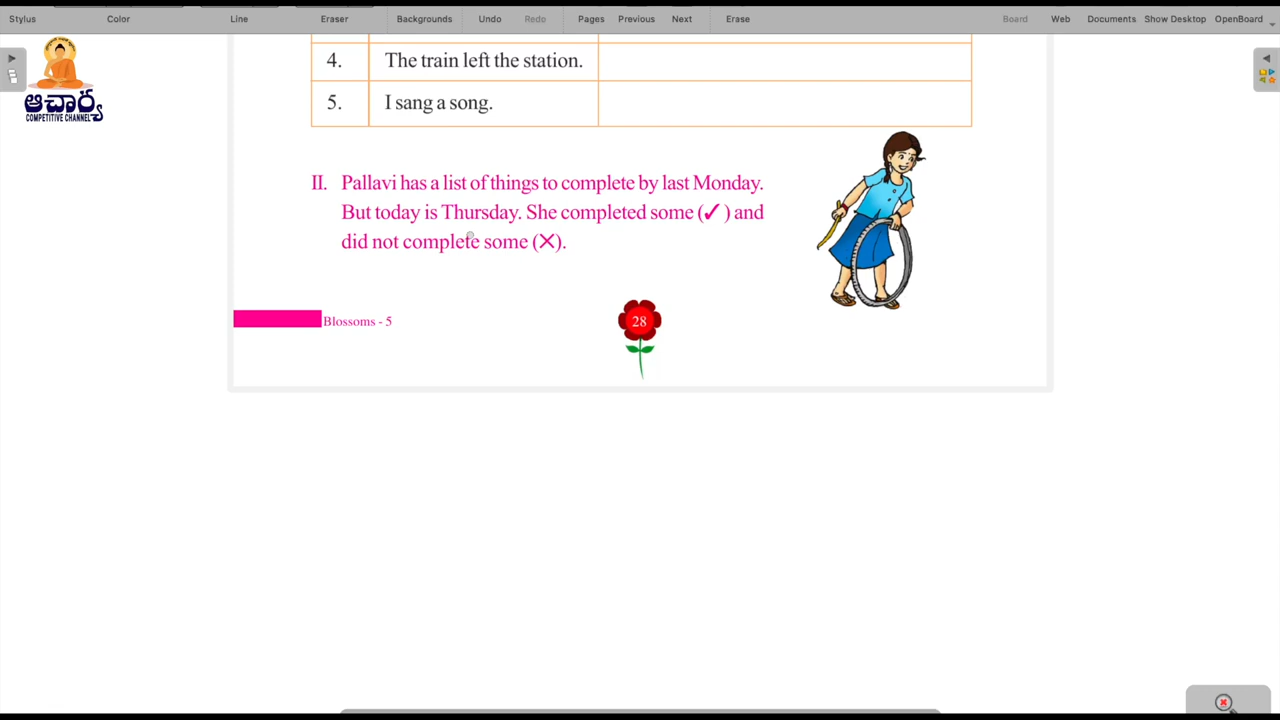 Stylus Color Line Eraser Backgrounds Undo Redo Pages Previous Next Erase Board Web Documents Show Desktop OpenBoard
ಆಚಾರ್ಯ
COMPETITIVE CHANNEL
4. The train left the station.
5. I sang a song.
II. Pallavi has a list of things to complete by last Monday.
But today is Thursday. She completed some (✓) and
did not complete some (✕).
Blossoms - 5
28